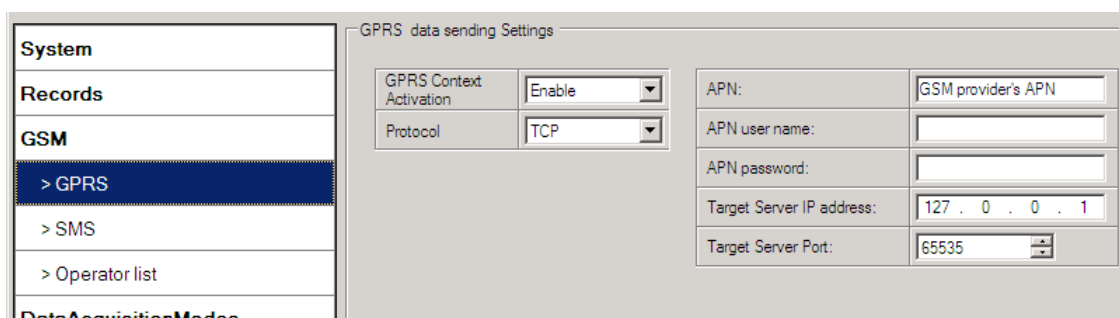 System
Records
GSM
> GPRS
> SMS
> Operator list
DataAcquisitionModes
GPRS data sending Settings
GPRS Context
Activation
Enable
Protocol
TCP
APN:
GSM provider's APN
APN user name:
APN password:
Target Server IP address:
127 . 0 . 0 . 1
Target Server Port:
65535